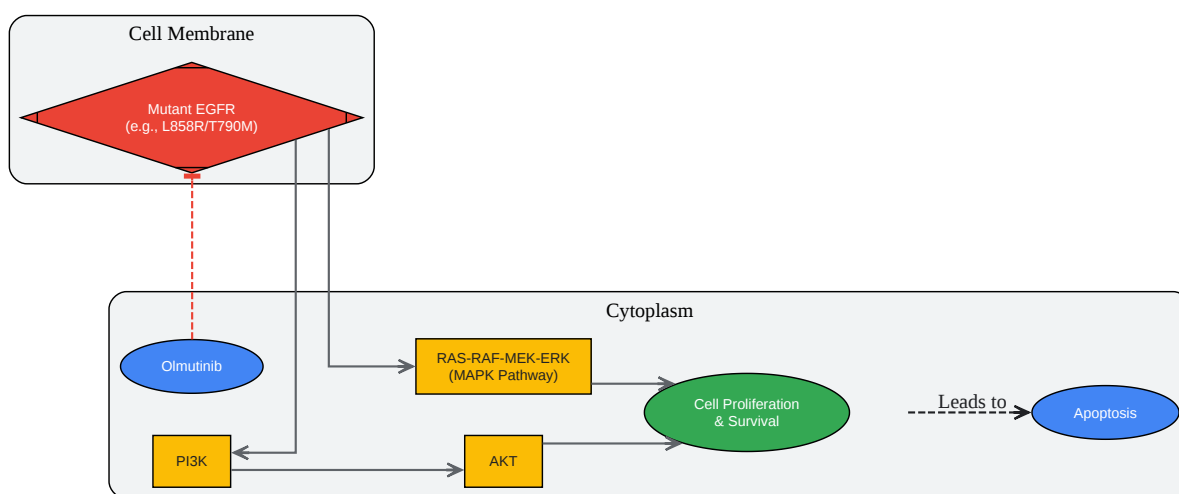 Cell Membrane
Mutant EGFR
(e.g., L858R/T790M)
Cytoplasm
Olmutinib
RAS-RAF-MEK-ERK
(MAPK Pathway)
Cell Proliferation
& Survival
Leads to
Apoptosis
PI3K
AKT